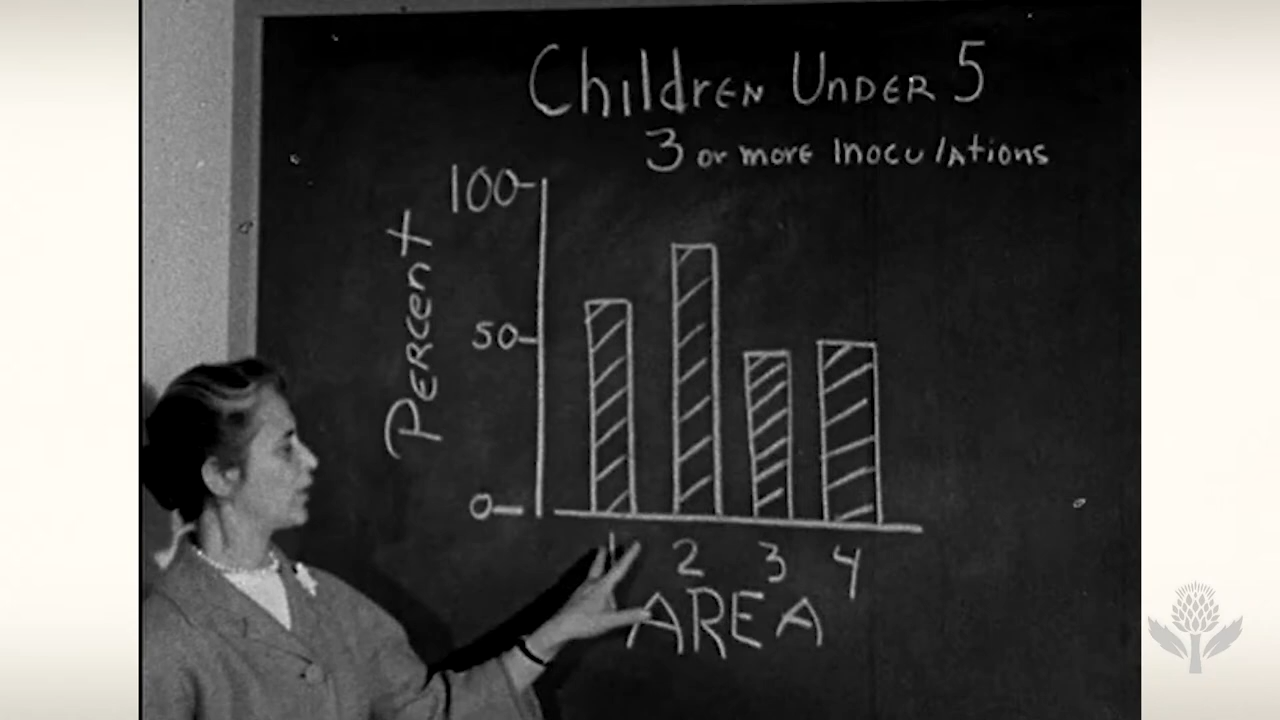 Children Under 5
3 or more Inoculations
100
Percent
50
0
1 2 3 4
AREA